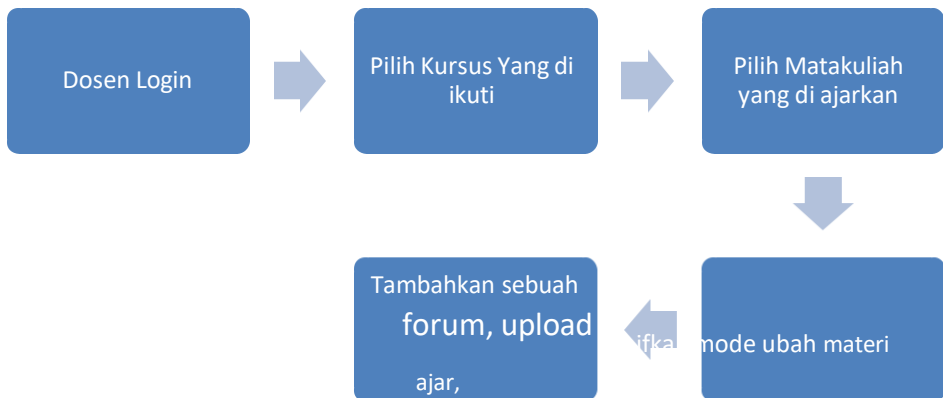 Dosen Login
Pilih Kursus Yang di
ikuti
Pilih Matakuliah
yang di ajarkan
Tambahkan sebuah
forum, upload
ajar,
mode ubah materi